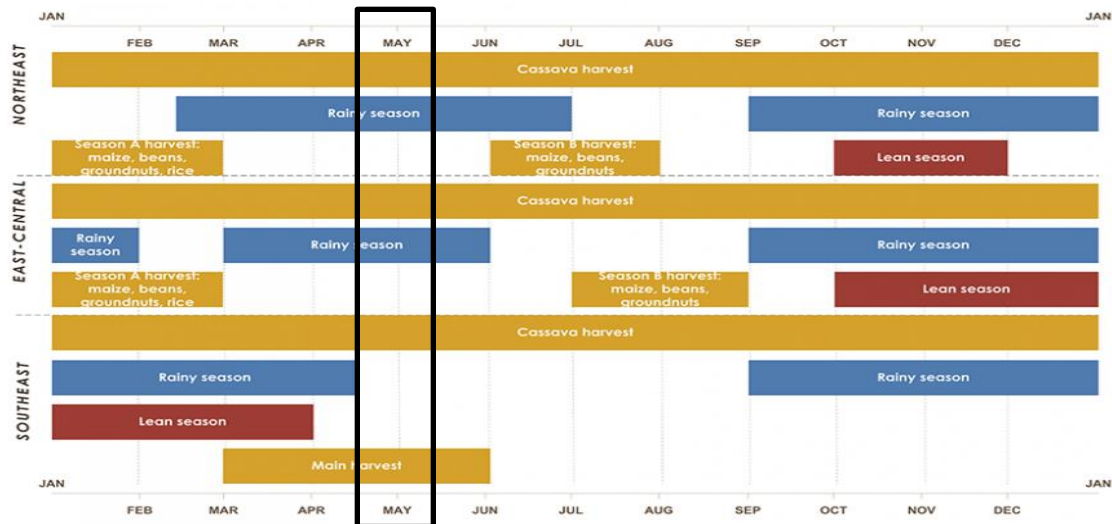 JAN JAN
FEB MAR APR MAY JUN JUL AUG SEP OCT NOV DEC
NORTHEAST
Cassava harvest
Rainy season Rainy season
Season A harvest:
maize, beans,
groundnuts, rice
Season B harvest:
maize, beans,
groundnuts
Lean season
EAST-CENTRAL
Cassava harvest
Rainy
season
Rainy season Rainy season
Season A harvest:
maize, beans,
groundnuts, rice
Season B harvest:
maize, beans,
groundnuts
Lean season
SOUTHEAST
Cassava harvest
Rainy season Rainy season
Lean season
Main harvest
JAN JAN
FEB MAR APR MAY JUN JUL AUG SEP OCT NOV DEC